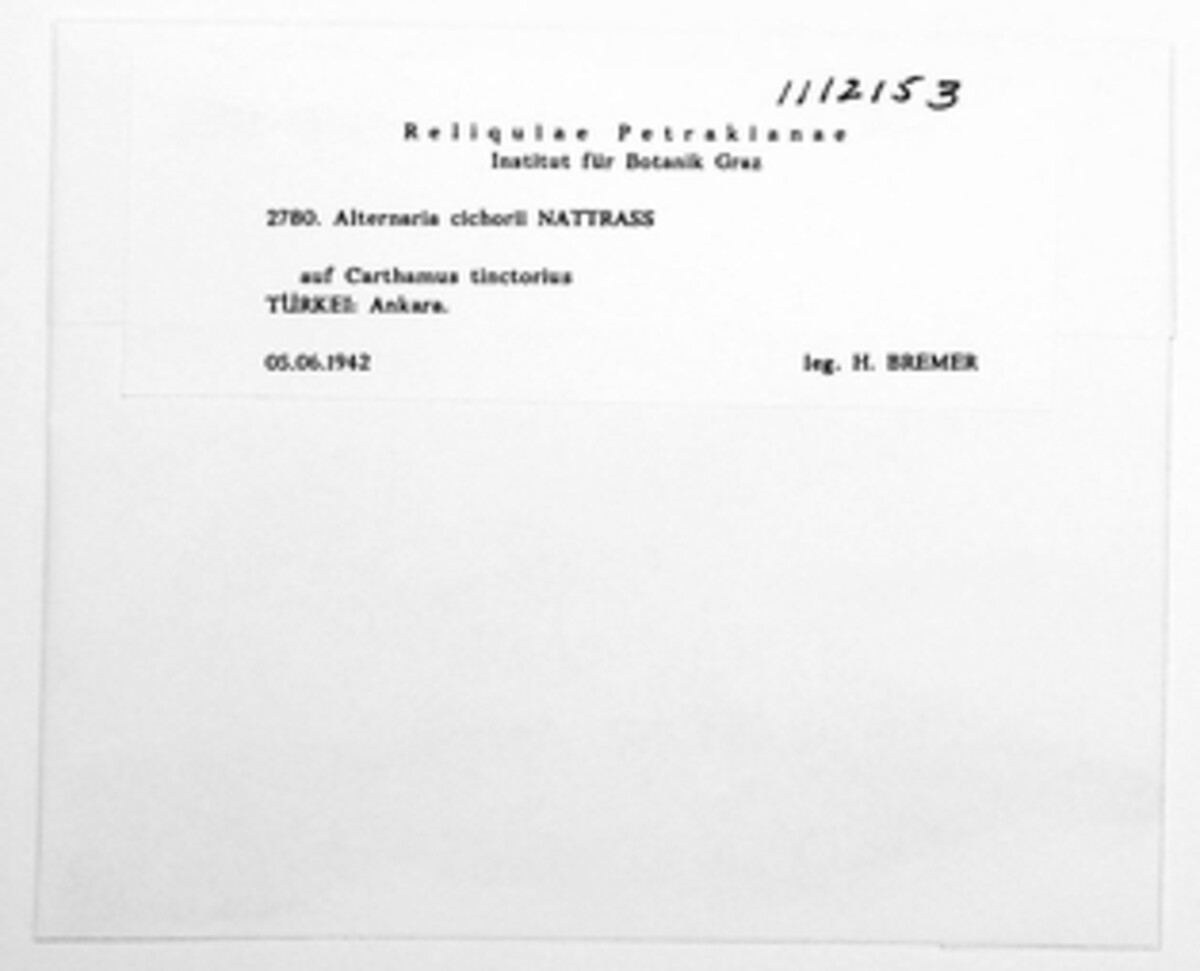 1112153
Reliquiae Petrakianae
Institut für Botanik Graz
2780. Alternaria cichorii NATTRASS
auf Carthamus tinctorius
TÜRKEI: Ankara.
05.06.1942 leg. H. BREMER